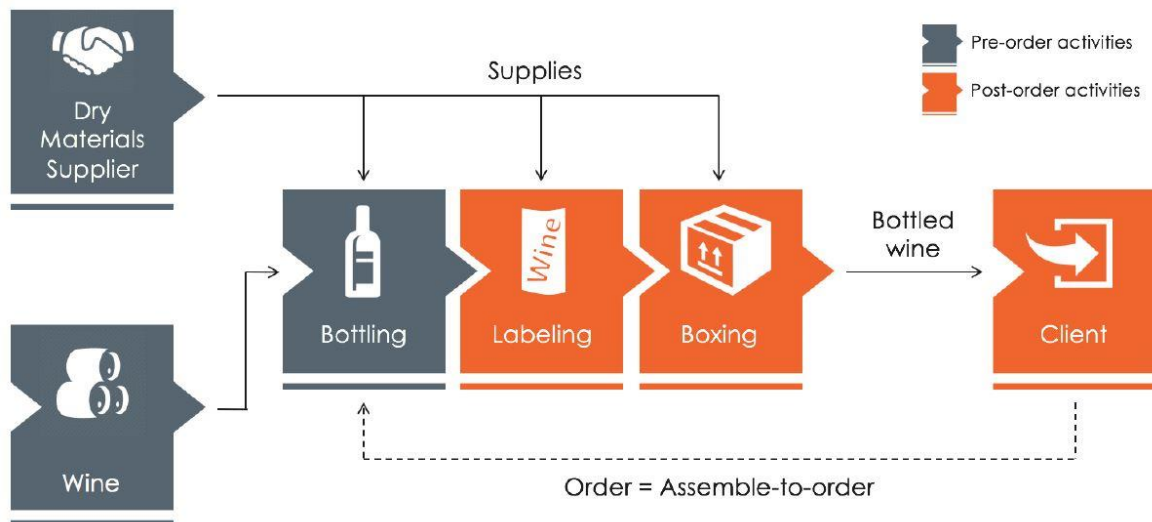 Pre-order activities
Post-order activities
Supplies
Dry
Materials
Supplier
Wine
Bottling
Labeling
Boxing
Bottled
wine
Client
Wine
Order = Assemble-to-order